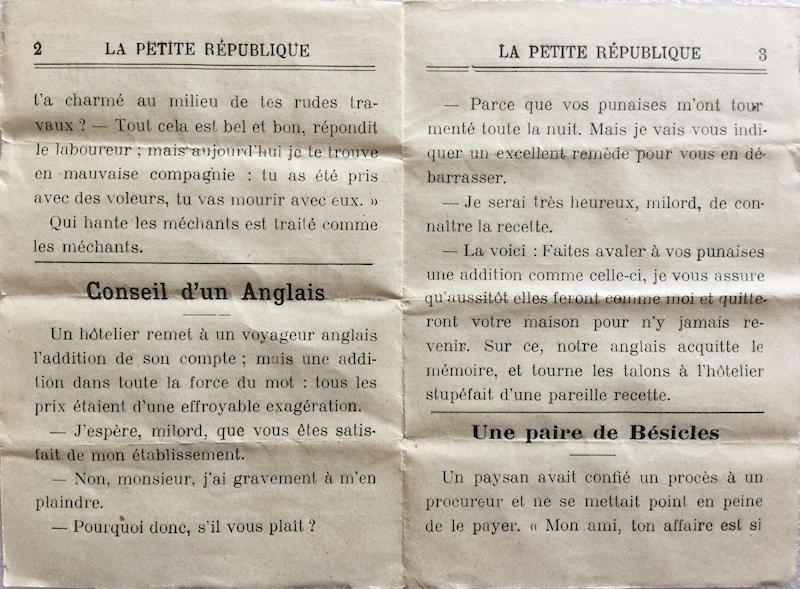 2 LA PETITE RÉPUBLIQUE
t'a charmé au milieu de tes rudes tra-
vaux ? — Tout cela est bel et bon, répondit
le laboureur ; mais aujourd'hui je te trouve
en mauvaise compagnie : tu as été pris
avec des voleurs, tu vas mourir avec eux. »
Qui hante les méchants est traité comme
les méchants.
Conseil d'un Anglais
Un hôtelier remet à un voyageur anglais
l'addition de son compte ; mais une addi-
tion dans toute la force du mot : tous les
prix étaient d'une effroyable exagération.
— J'espère, milord, que vous êtes satis-
fait de mon établissement.
— Non, monsieur, j'ai gravement à m'en
plaindre.
— Pourquoi donc, s'il vous plaît ?
LA PETITE RÉPUBLIQUE 3
— Parce que vos punaises m'ont tour
menté toute la nuit. Mais je vais vous indi-
quer un excellent remède pour vous en dé-
barrasser.
— Je serai très heureux, milord, de con-
naître la recette.
— La voici : Faites avaler à vos punaises
une addition comme celle-ci, je vous assure
qu'aussitôt elles feront comme moi et quitte-
ront votre maison pour n'y jamais re-
venir. Sur ce, notre anglais acquitte le
mémoire, et tourne les talons à l'hôtelier
stupéfait d'une pareille recette.
Une paire de Bésicles
Un paysan avait confié un procès à un
procureur et ne se mettait point en peine
de le payer. « Mon ami, ton affaire est si